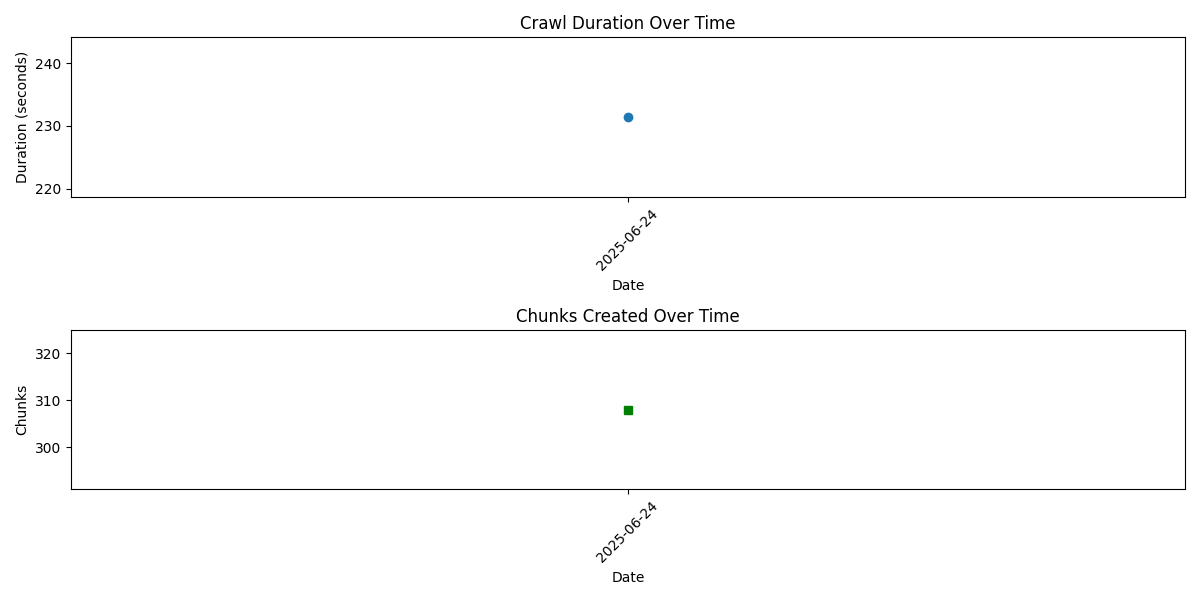 Crawl Duration Over Time
Duration (seconds)
240
230
220
2025-06-24
Date
Chunks Created Over Time
Chunks
320
310
300
2025-06-24
Date